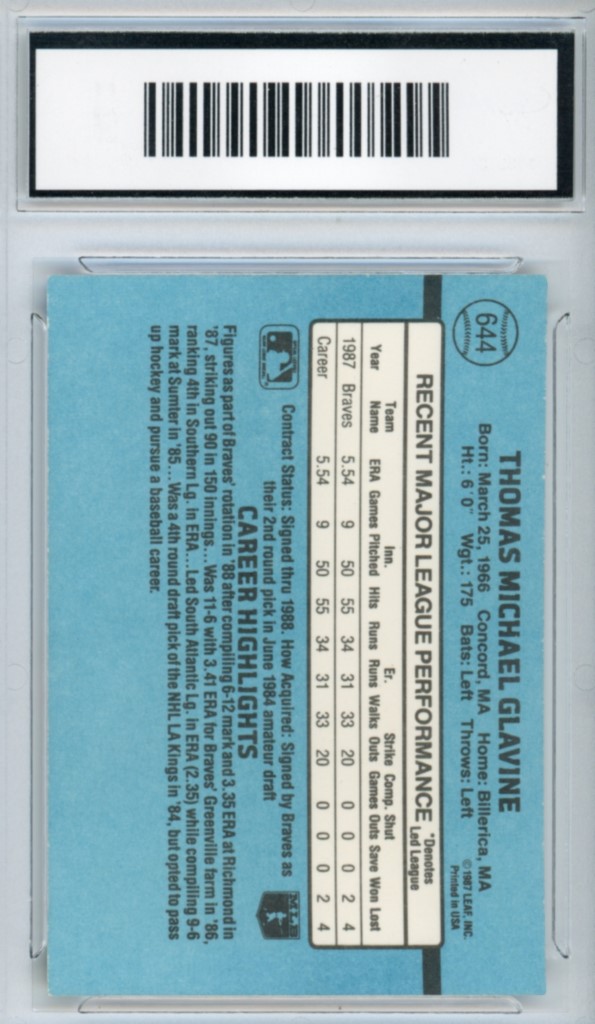 644
THOMAS MICHAEL GLAVINE
Born: March 25, 1966 Concord, MA Home: Billerica, MA
Ht.: 6'0" Wgt.: 175 Bats: Left Throws: Left
© 1987 LEAF, INC.
Printed in USA
RECENT MAJOR LEAGUE PERFORMANCE *Denotes
Led League
Team Inn. Er. Strike Comp. Shut
Year Name ERA Games Pitched Hits Runs Runs Walks Outs Games Outs Save Won Lost
1987 Braves 5.54 9 50 55 34 31 33 20 0 0 0 2 4
Career 5.54 9 50 55 34 31 33 20 0 0 0 2 4
Contract Status: Signed thru 1988. How Acquired: Signed by Braves as
their 2nd round pick in June 1984 amateur draft
MLB
CAREER HIGHLIGHTS
Figures as part of Braves' rotation in '88 after compiling 6-12 mark and 3.35 ERA at Richmond in
'87, striking out 90 in 150 innings... Was 11-6 with 3.41 ERA for Braves' Greenville farm in '86,
ranking 4th in Southern Lg. in ERA... Led South Atlantic Lg. in ERA (2.35) while compiling 9-6
mark at Sumter in '85... Was a 4th round draft pick of the NHL LA Kings in '84, but opted to pass
up hockey and pursue a baseball career.